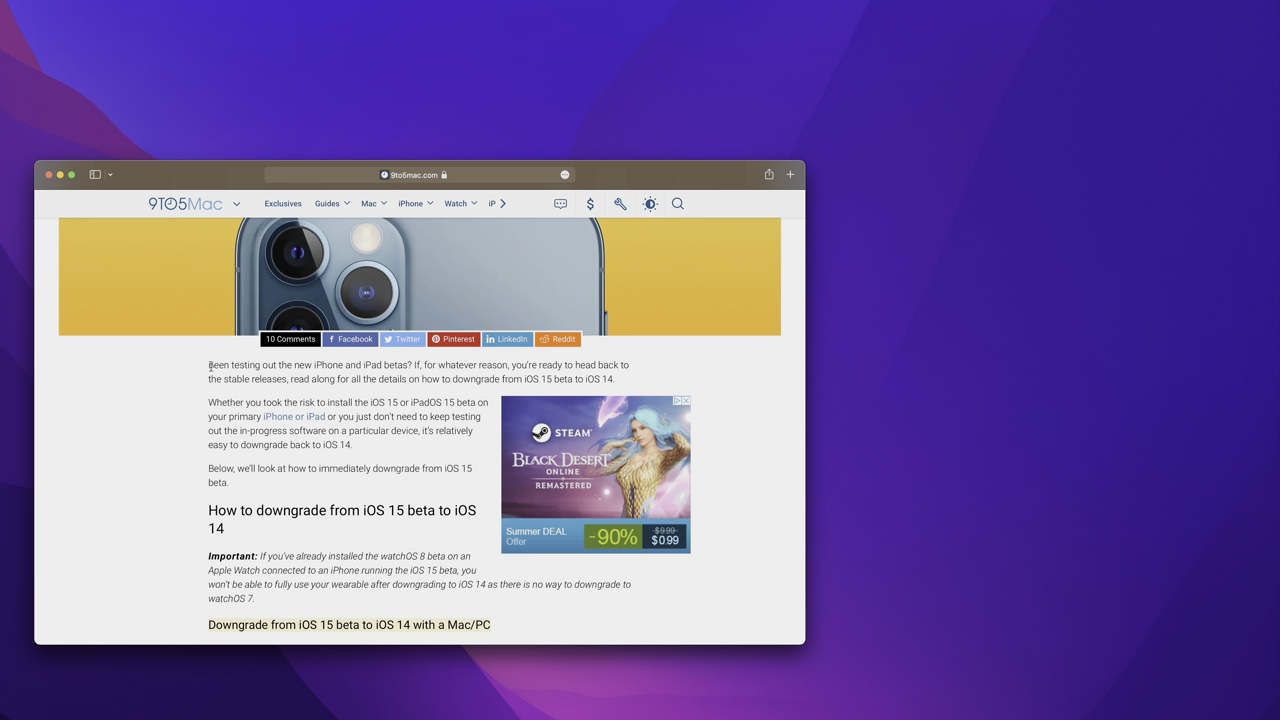 9to5mac.com
9TO5Mac
Exclusives
Guides
Mac
iPhone
Watch
iP
10 Comments
Facebook
Twitter
Pinterest
LinkedIn
Reddit
Been testing out the new iPhone and iPad betas? If, for whatever reason, you're ready to head back to
the stable releases, read along for all the details on how to downgrade from iOS 15 beta to iOS 14.
Whether you took the risk to install the iOS 15 or iPadOS 15 beta on
your primary iPhone or iPad or you just don't need to keep testing
out the in-progress software on a particular device, it's relatively
easy to downgrade back to iOS 14.
Below, we'll look at how to immediately downgrade from iOS 15
beta.
How to downgrade from iOS 15 beta to iOS
14
Important: If you've already installed the watchOS 8 beta on an
Apple Watch connected to an iPhone running the iOS 15 beta, you
won't be able to fully use your wearable after downgrading to iOS 14 as there is no way to downgrade to
watchOS 7.
Downgrade from iOS 15 beta to iOS 14 with a Mac/PC
STEAM
BLACK DESERT
ONLINE
REMASTERED
Summer DEAL
Offer
-90%
$9.99
$0.99